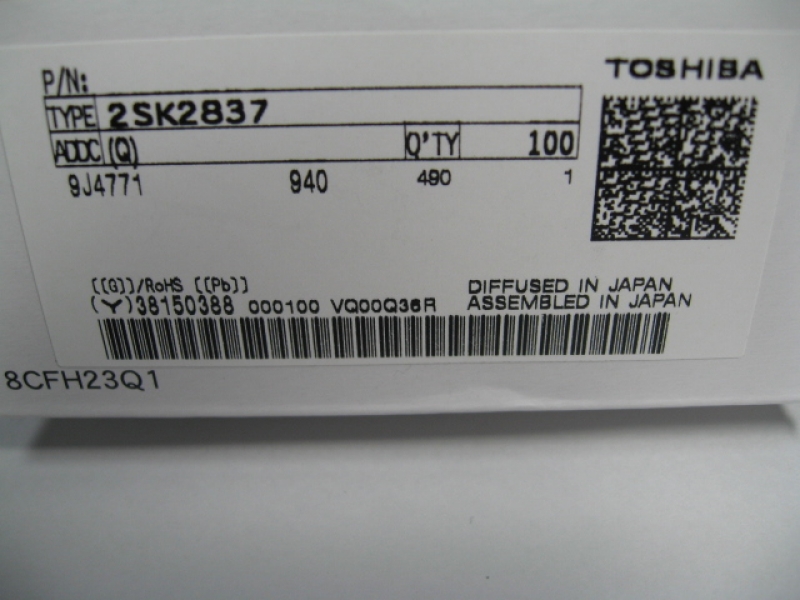 TOSHIBA
P/N:
TYPE 2SK2837
ADDC (Q) Q'TY 100
9J4771 940 490 1
[[G]]/RoHS [[Pb]]
DIFFUSED IN JAPAN
(Y)38150388 000100 VQ00Q36R
ASSEMBLED IN JAPAN
8CFH23Q1